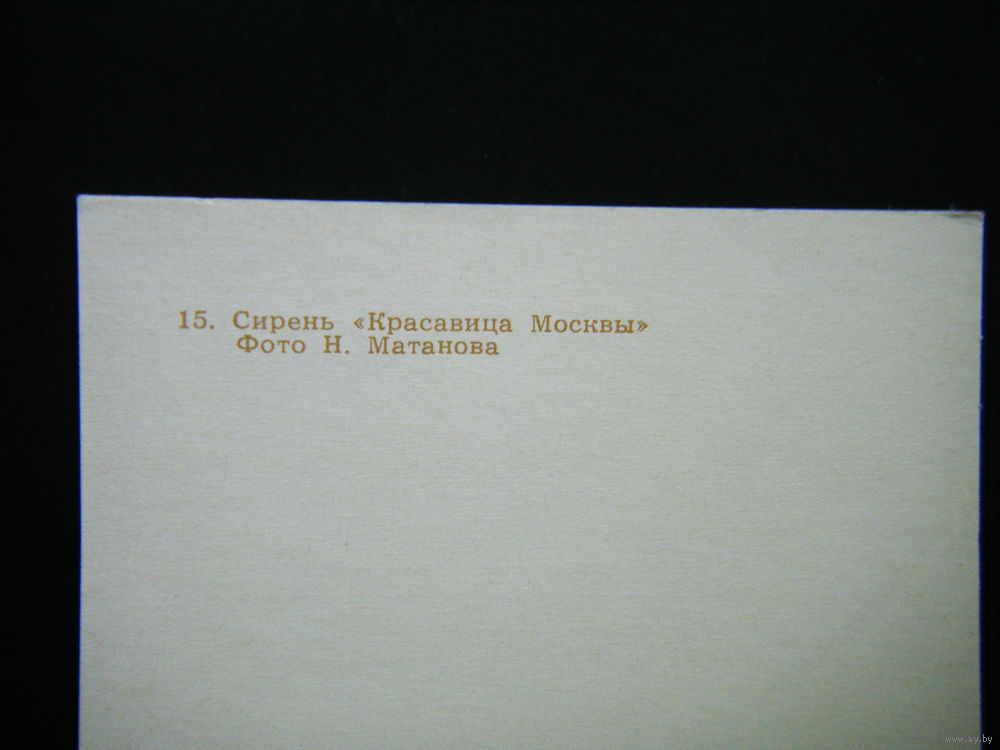 15. Сирень «Красавица Москвы»
Фото Н. Матанова
www.ay.by